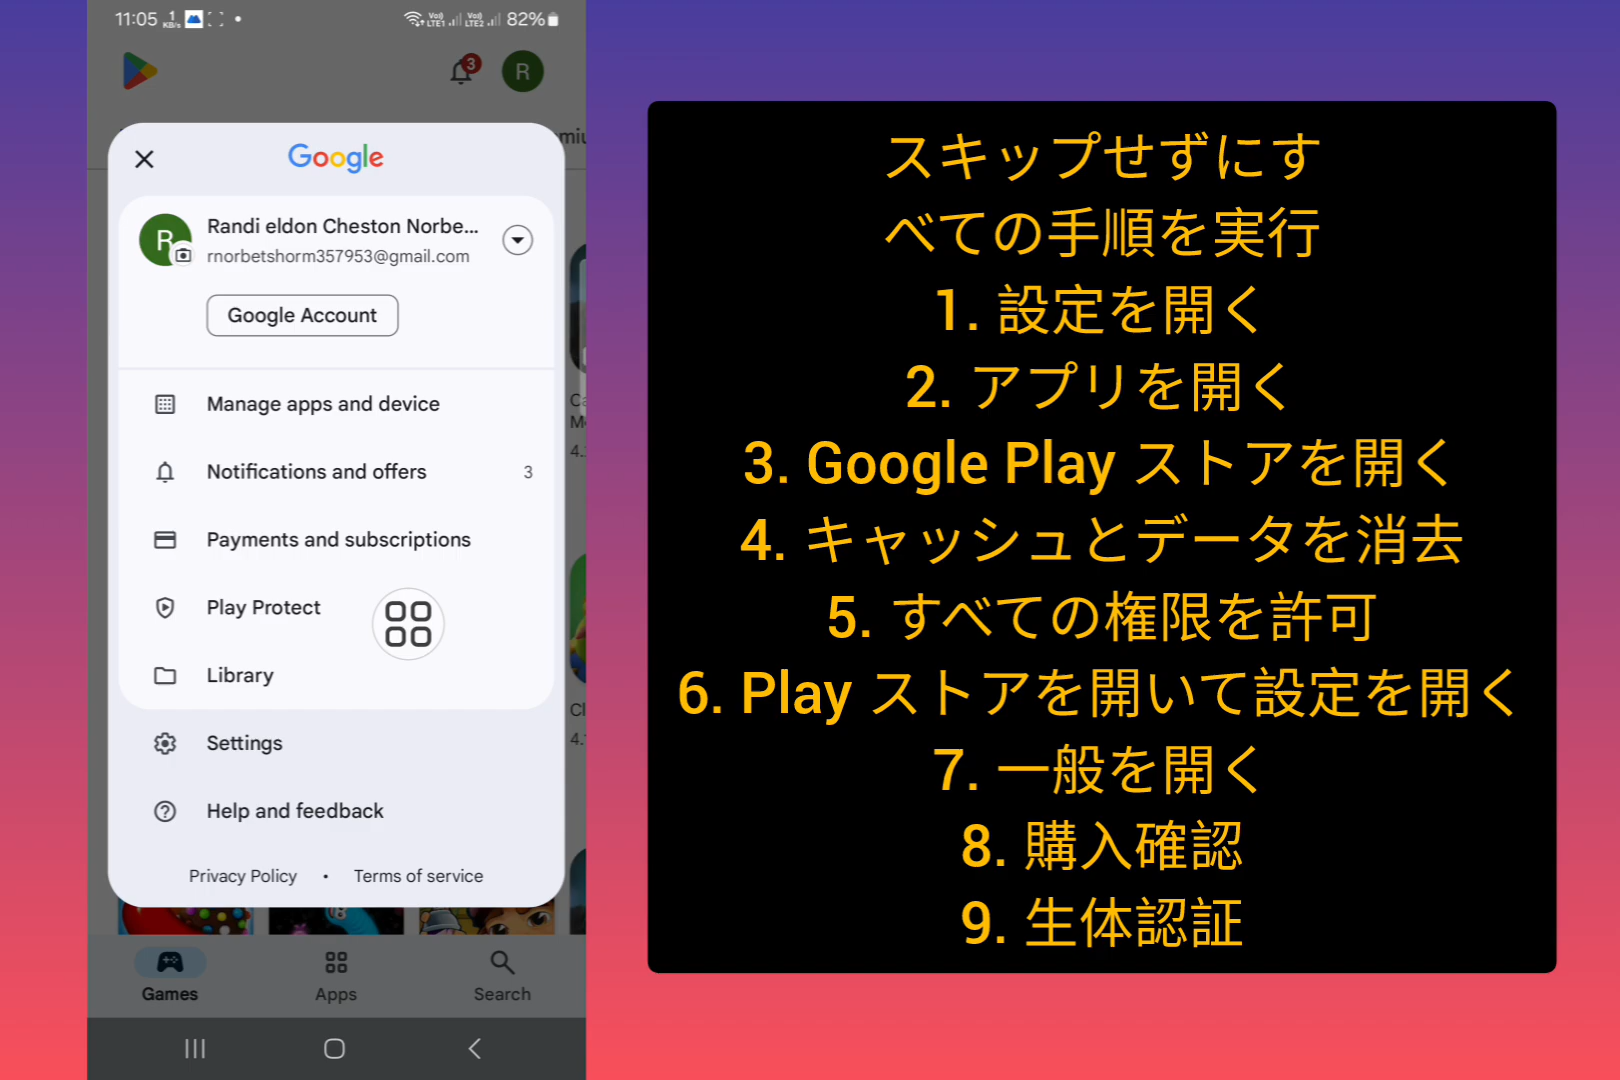 11:05
1
KB/s
Vo))
LTE1
Vo))
LTE2
82%
3
R
Google
R
Randi eldon Cheston Norbe...
rnorbetshorm357953@gmail.com
Google Account
Manage apps and device
Notifications and offers
3
Payments and subscriptions
Play Protect
Library
Settings
Help and feedback
Privacy Policy • Terms of service
Games
Apps
Search
スキップせずにす
べての手順を実行
1. 設定を開く
2. アプリを開く
3. Google Play ストアを開く
4. キャッシュとデータを消去
5. すべての権限を許可
6. Play ストアを開いて設定を開く
7. 一般を開く
8. 購入確認
9. 生体認証